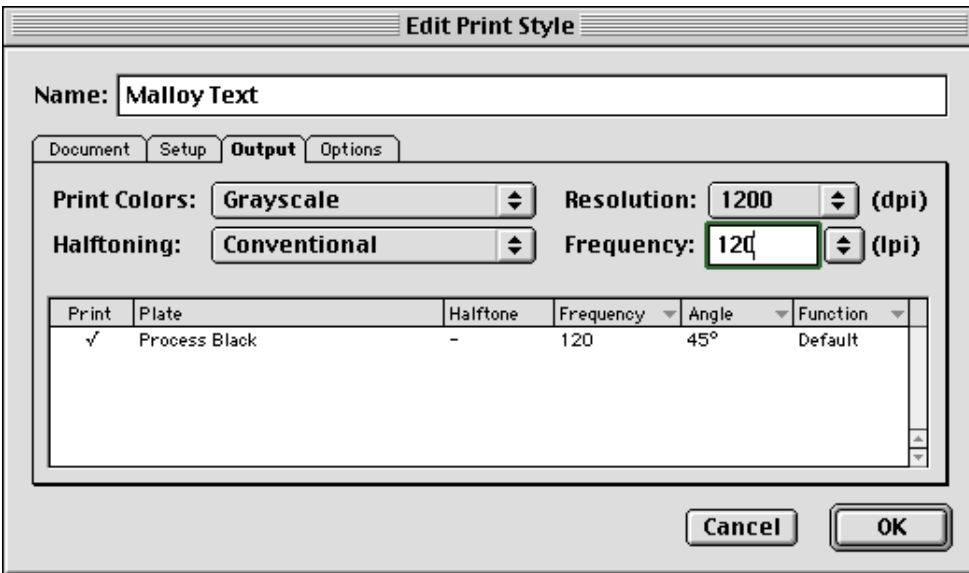 Edit Print Style
Name: Malloy Text
Document Setup Output Options
Print Colors: Grayscale Resolution: 1200 (dpi)
Halftoning: Conventional Frequency: 120 (lpi)
Print Plate Halftone Frequency Angle Function
✓ Process Black - 120 45° Default
Cancel OK